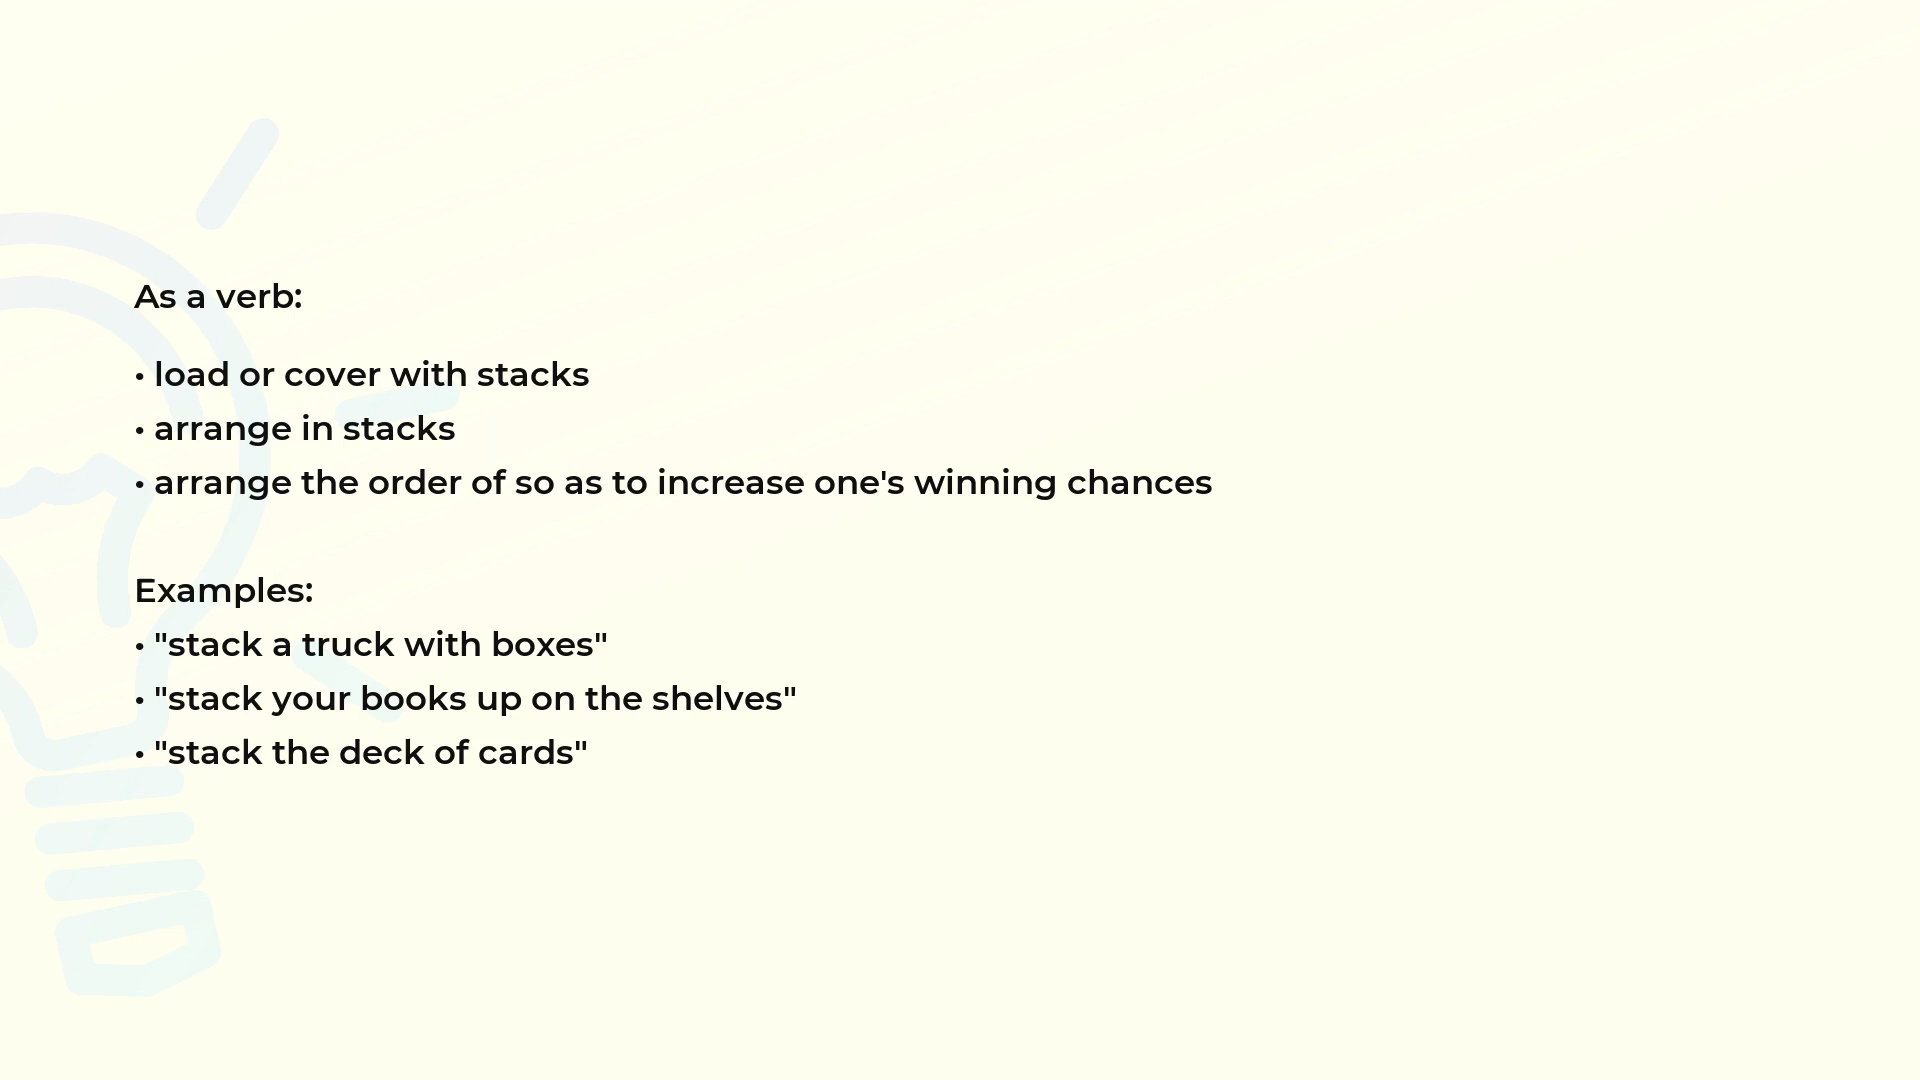 As a verb:
• load or cover with stacks
• arrange in stacks
• arrange the order of so as to increase one's winning chances
Examples:
• "stack a truck with boxes"
• "stack your books up on the shelves"
• "stack the deck of cards"